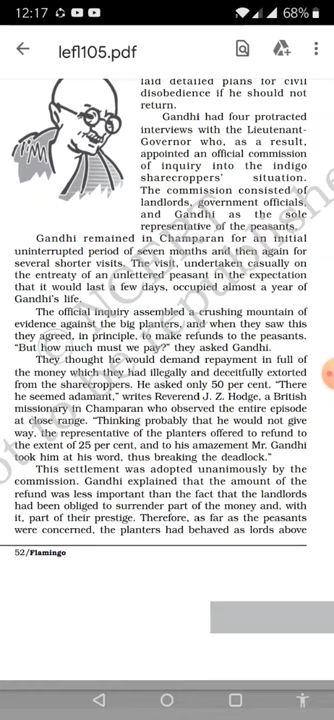 12:17
68%
lefl105.pdf
laid detailed plans for civil
disobedience if he should not
return.
Gandhi had four protracted
interviews with the Lieutenant-
Governor who, as a result,
appointed an official commission
of inquiry into the indigo
sharecroppers' situation.
The commission consisted of
landlords, government officials,
and Gandhi as the sole
representative of the peasants.
Gandhi remained in Champaran for an initial
uninterrupted period of seven months and then again for
several shorter visits. The visit, undertaken casually on
the entreaty of an unlettered peasant in the expectation
that it would last a few days, occupied almost a year of
Gandhi's life.
The official inquiry assembled a crushing mountain of
evidence against the big planters, and when they saw this
they agreed, in principle, to make refunds to the peasants.
"But how much must we pay?" they asked Gandhi.
They thought he would demand repayment in full of
the money which they had illegally and deceitfully extorted
from the sharecroppers. He asked only 50 per cent. "There
he seemed adamant," writes Reverend J. Z. Hodge, a British
missionary in Champaran who observed the entire episode
at close range. "Thinking probably that he would not give
way, the representative of the planters offered to refund to
the extent of 25 per cent, and to his amazement Mr. Gandhi
took him at his word, thus breaking the deadlock."
This settlement was adopted unanimously by the
commission. Gandhi explained that the amount of the
refund was less important than the fact that the landlords
had been obliged to surrender part of the money and, with
it, part of their prestige. Therefore, as far as the peasants
were concerned, the planters had behaved as lords above
52/Flamingo